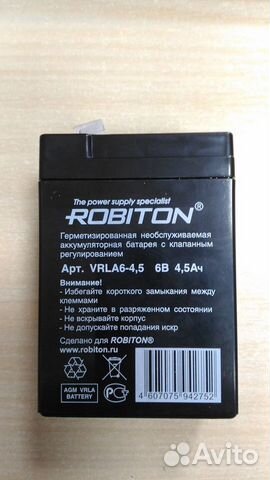 The power supply specialist
ROBITON®
Герметизированная необслуживаемая
аккумуляторная батарея с клапанным
регулированием
Арт. VRLA6-4,5 6В 4,5Ач
Внимание!
- Избегайте короткого замыкания между
клеммами
- Не храните в разряженном состоянии
- Не вскрывайте корпус
- Не допускайте попадания искр
Сделано для ROBITON®
www.robiton.ru
AGM VRLA
BATTERY
4 607075 942752
Avito